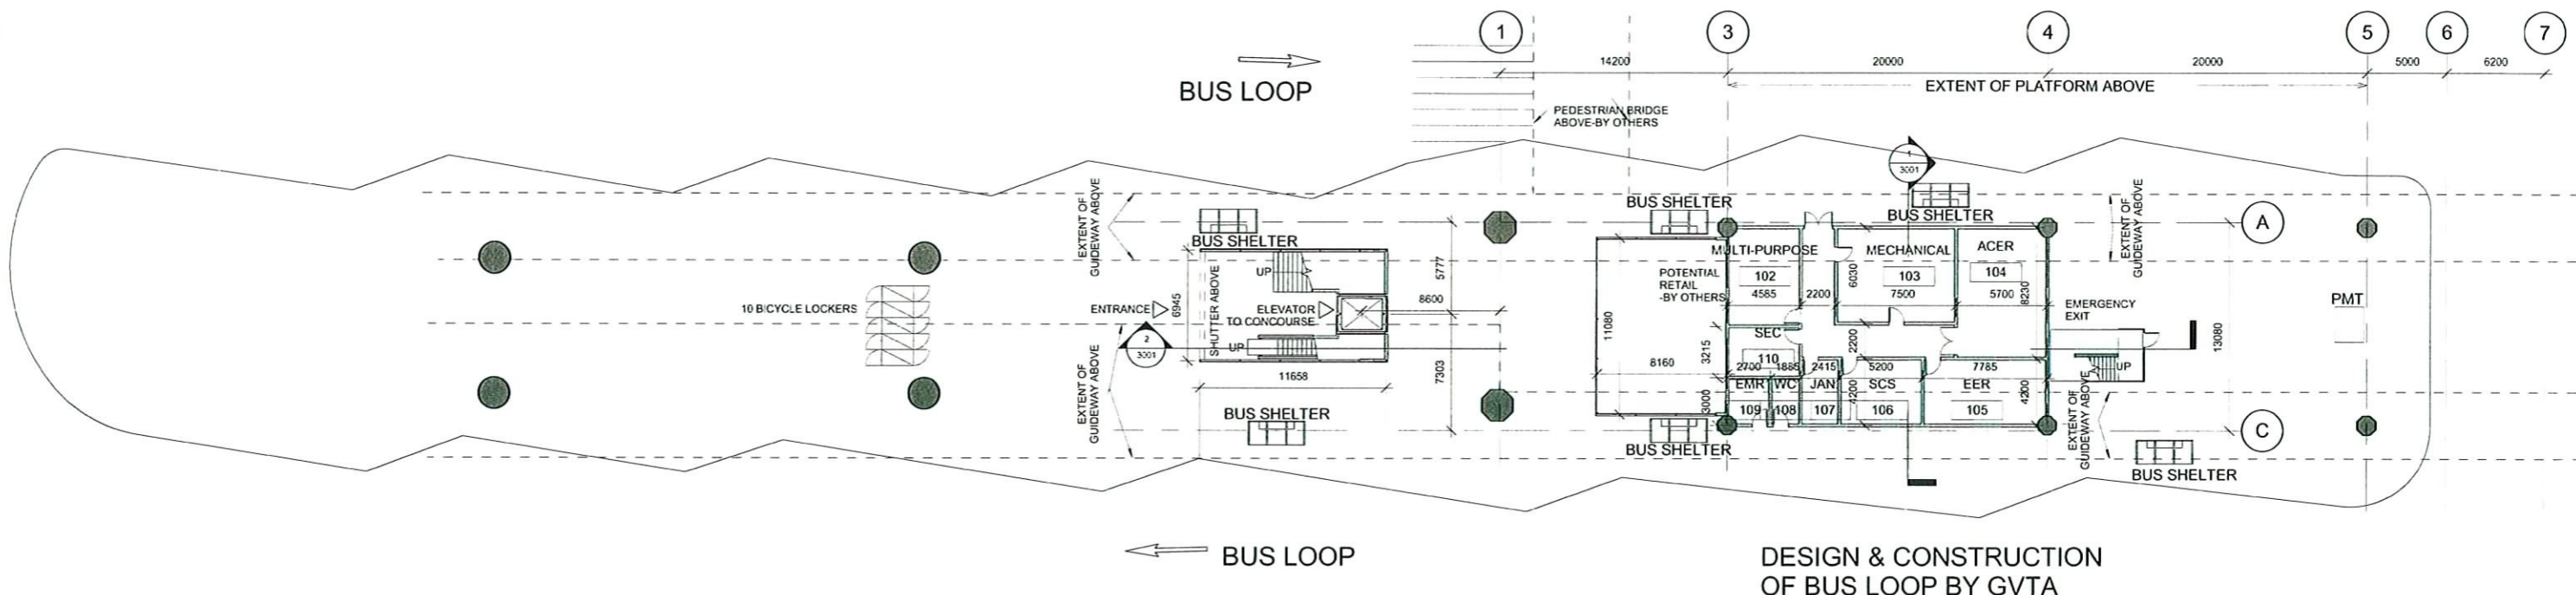 1
3
4
5
6
7
14200
20000
20000
5000
6200
EXTENT OF PLATFORM ABOVE
BUS LOOP
PEDESTRIAN BRIDGE
ABOVE-BY OTHERS
1
3001
EXTENT OF
GUIDEWAY ABOVE
BUS SHELTER
BUS SHELTER
BUS SHELTER
EXTENT OF
GUIDEWAY ABOVE
A
MULTI-PURPOSE
102
4585
2200
MECHANICAL
103
7500
6030
ACER
104
5700
8230
UP
SHUTTER ABOVE
5777
POTENTIAL
RETAIL
-BY OTHERS
10 BICYCLE LOCKERS
ENTRANCE
6945
ELEVATOR
TO CONCOURSE
8600
EMERGENCY
EXIT
PMT
2
3001
UP
11080
SEC
110
3215
2200
13080
EXTENT OF
GUIDEWAY ABOVE
11658
7303
8160
2700
1885
2415
5200
7785
UP
EMR
109
WC
108
JAN
107
SCS
106
EER
105
3000
4200
4200
EXTENT OF
GUIDEWAY ABOVE
BUS SHELTER
BUS SHELTER
C
BUS SHELTER
BUS LOOP
DESIGN & CONSTRUCTION
OF BUS LOOP BY GVTA